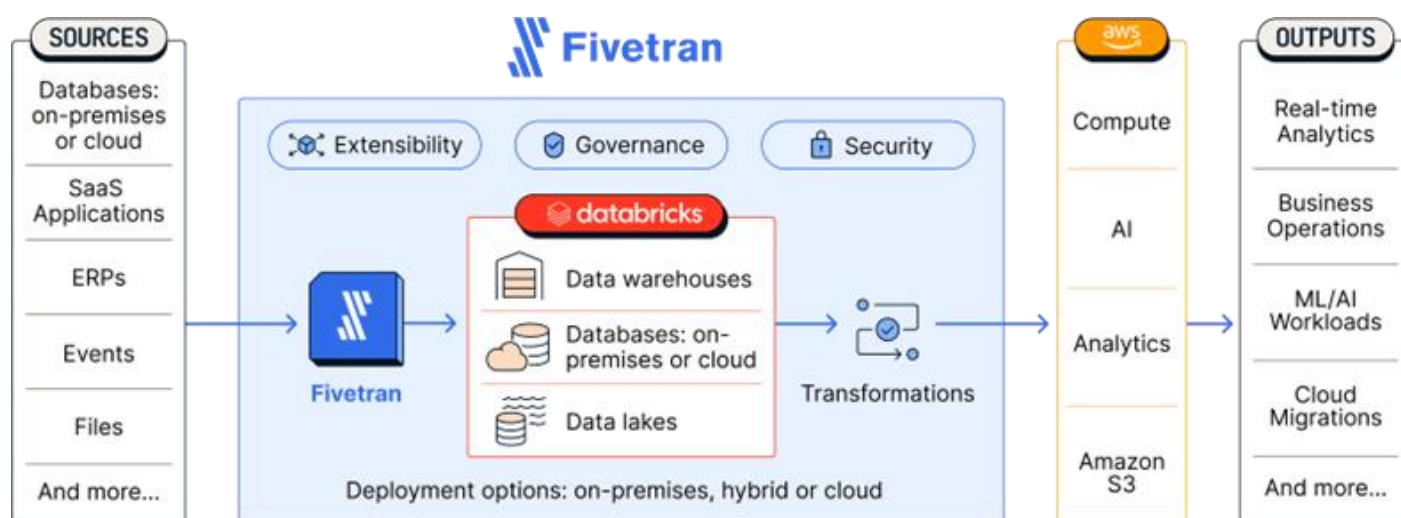 SOURCES
Databases:
on-premises
or cloud
SaaS
Applications
ERPs
Events
Files
And more...
Fivetran
Extensibility
Governance
Security
Fivetran
databricks
Data warehouses
Databases: on-
premises or cloud
Data lakes
Transformations
Deployment options: on-premises, hybrid or cloud
aws
Compute
AI
Analytics
Amazon
S3
OUTPUTS
Real-time
Analytics
Business
Operations
ML/AI
Workloads
Cloud
Migrations
And more...